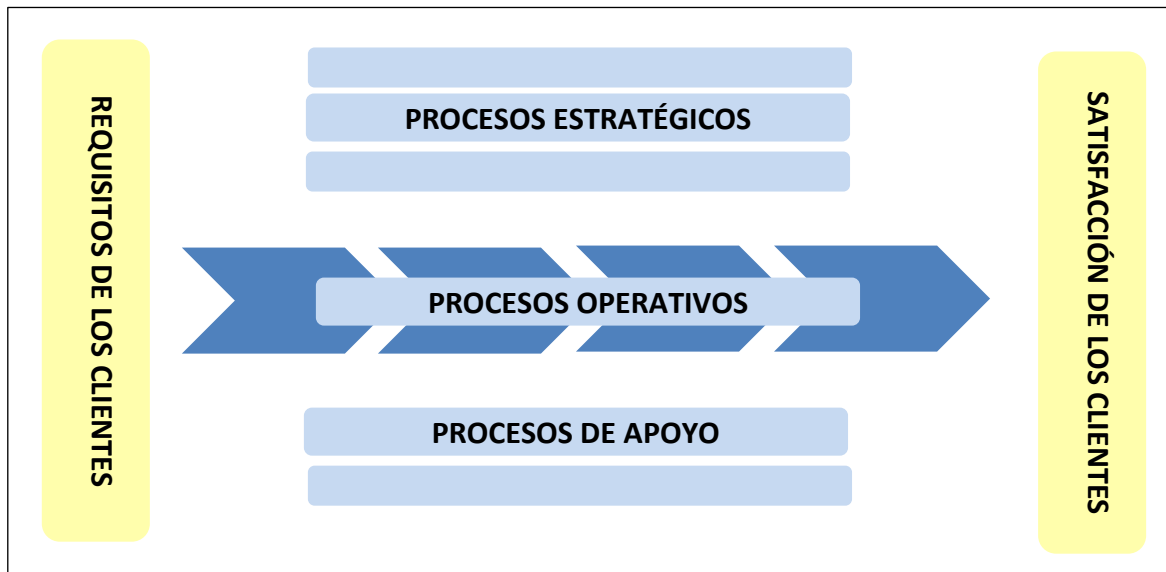 REQUISITOS DE LOS CLIENTES
PROCESOS ESTRATÉGICOS
PROCESOS OPERATIVOS
PROCESOS DE APOYO
SATISFACCIÓN DE LOS CLIENTES